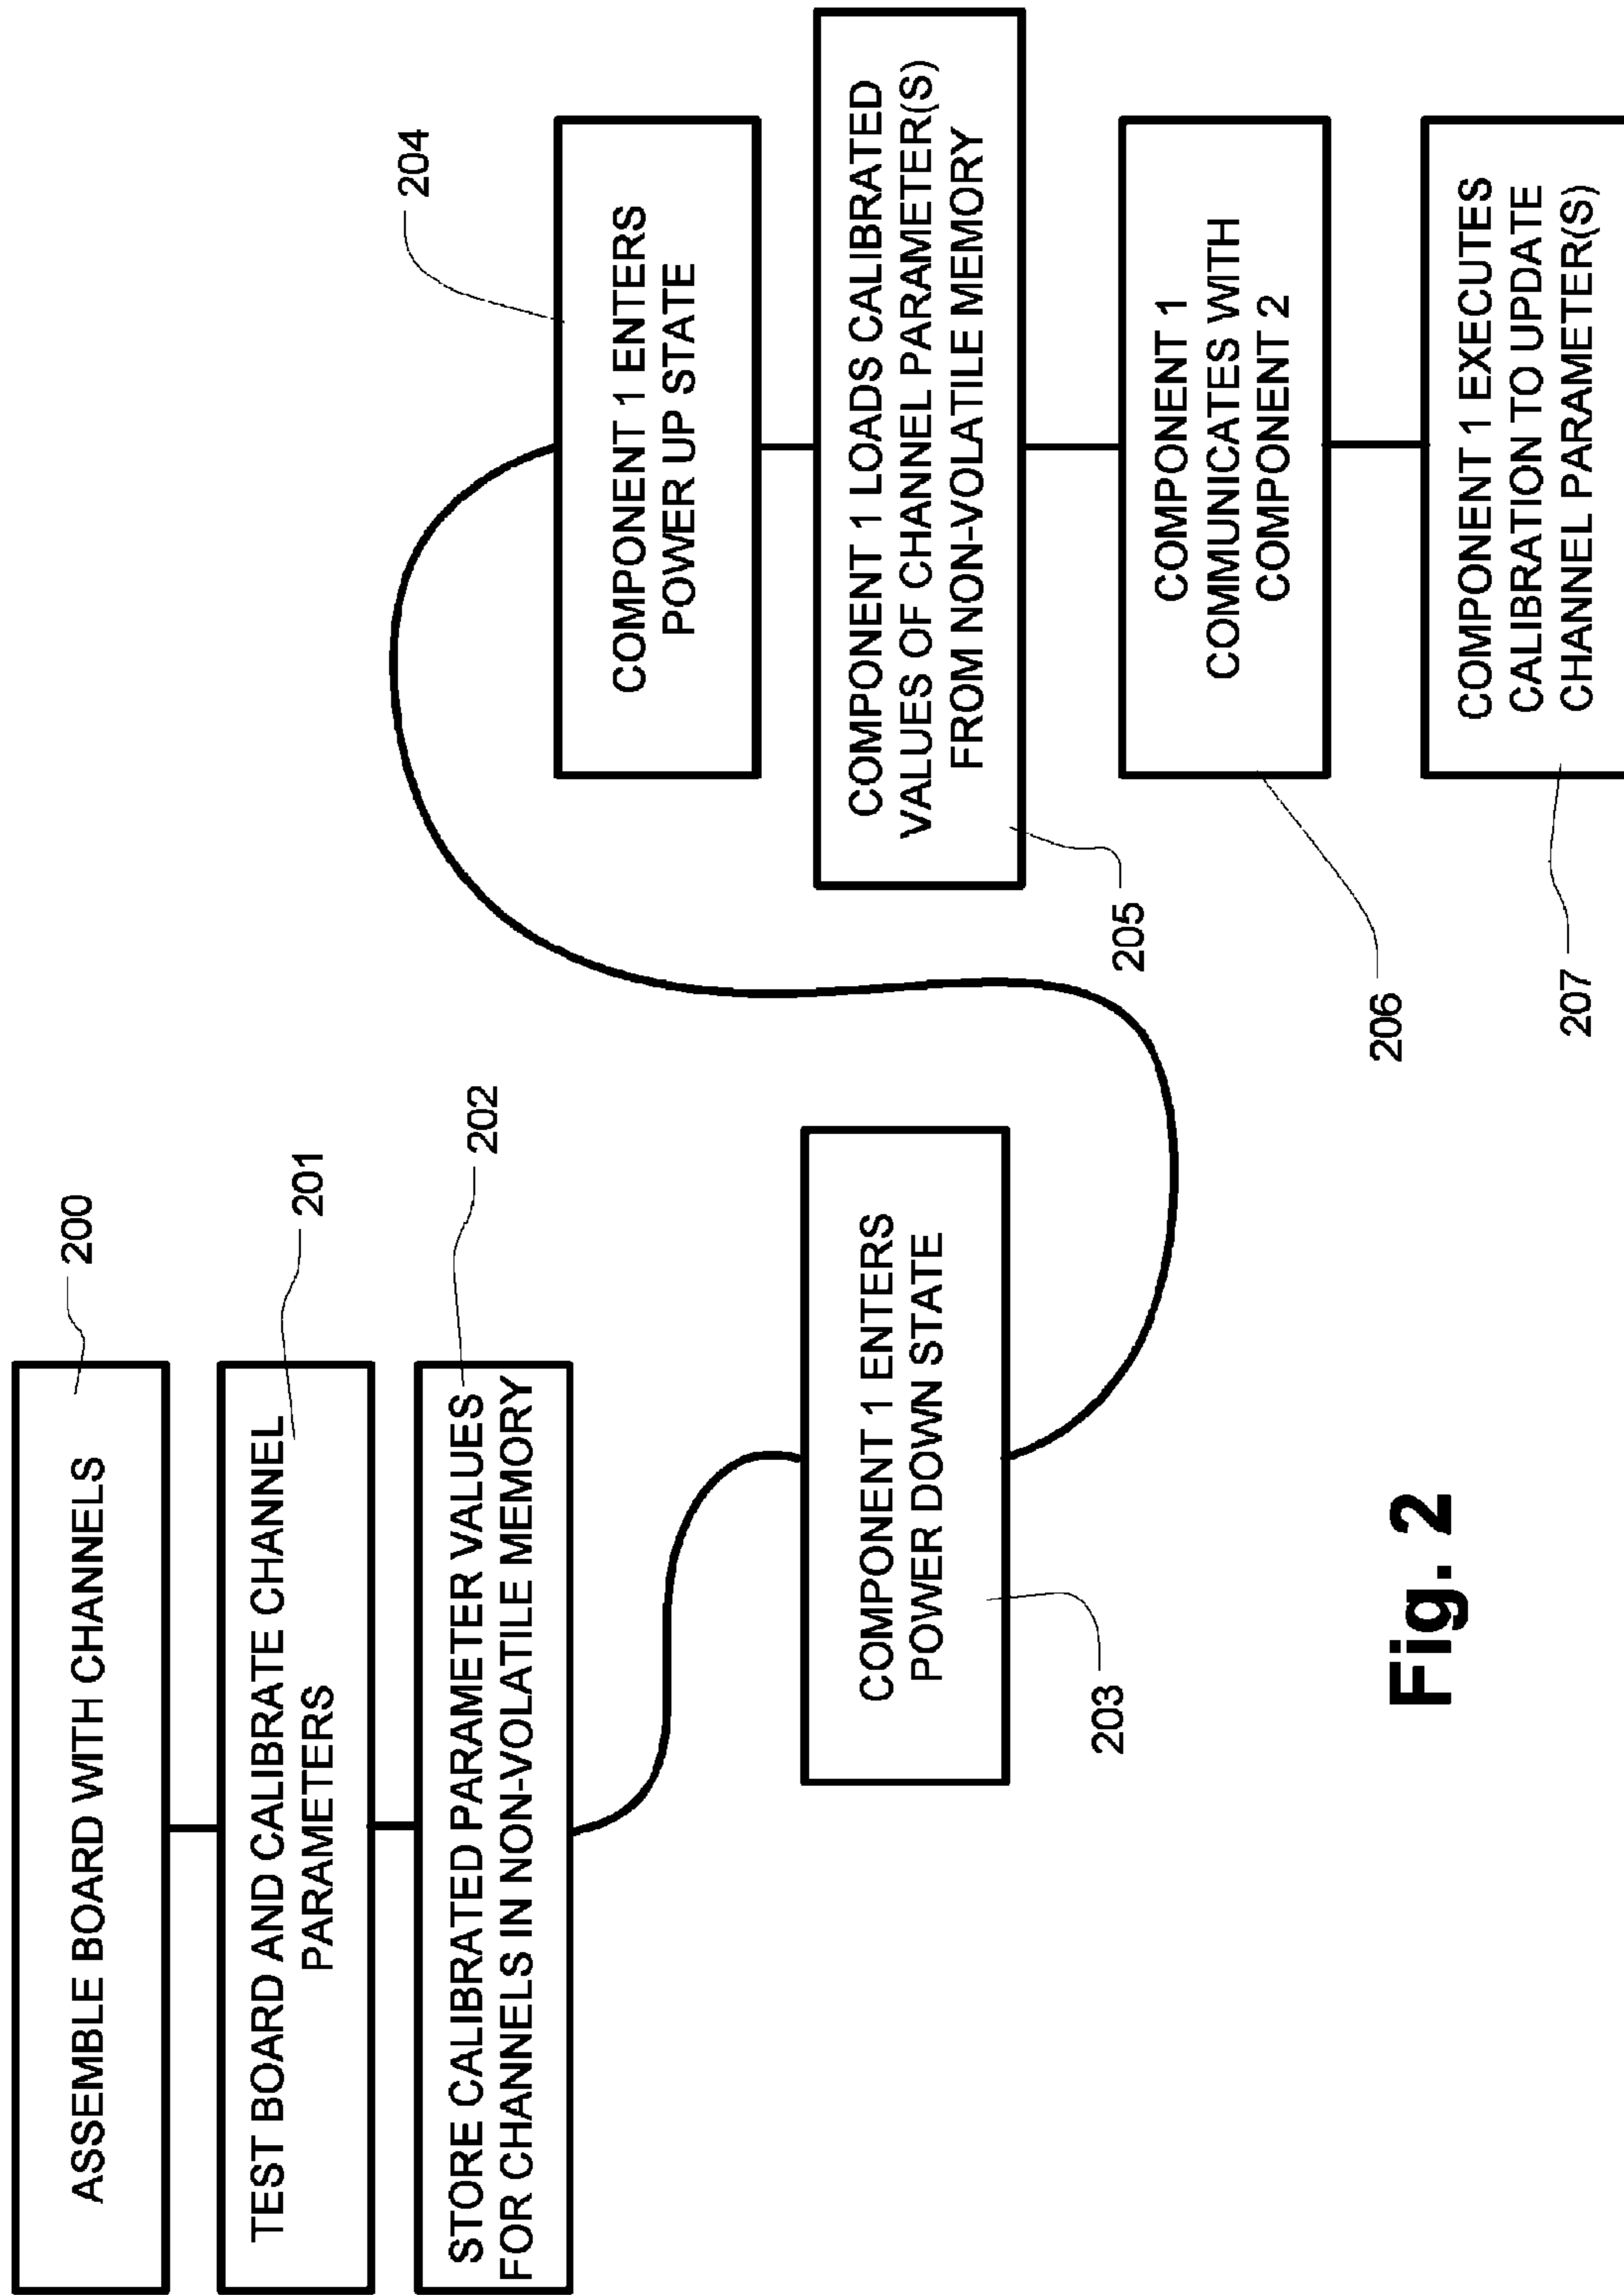 200
ASSEMBLE BOARD WITH CHANNELS
201
TEST BOARD AND CALIBRATE CHANNEL
PARAMETERS
202
STORE CALIBRATED PARAMETER VALUES
FOR CHANNELS IN NON-VOLATILE MEMORY
COMPONENT 1 ENTERS
POWER DOWN STATE
203
204
COMPONENT 1 ENTERS
POWER UP STATE
COMPONENT 1 LOADS CALIBRATED
VALUES OF CHANNEL PARAMETER(S)
FROM NON-VOLATILE MEMORY
205
COMPONENT 1
COMMUNICATES WITH
COMPONENT 2
206
COMPONENT 1 EXECUTES
CALIBRATION TO UPDATE
CHANNEL PARAMETER(S)
207
Fig. 2